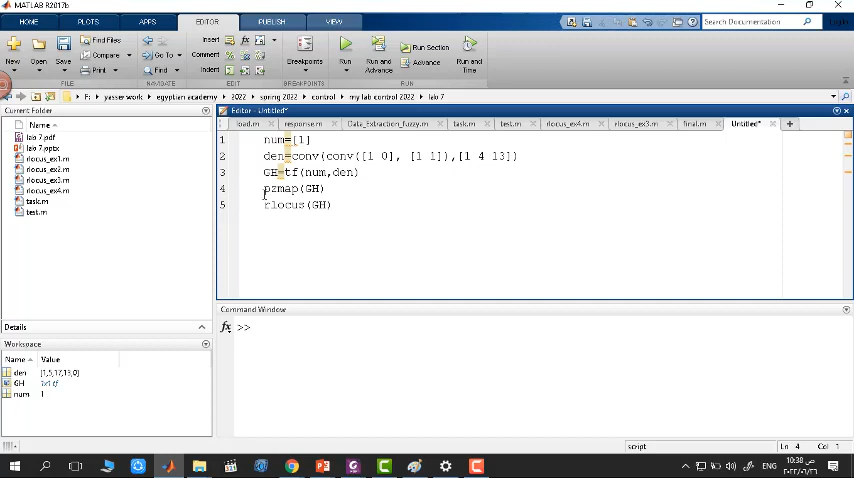 MATLAB R2017b
HOME PLOTS APPS EDITOR PUBLISH VIEW Search Documentation Login
New Open Save Find Files Compare Print Go To Find Insert Comment Indent Breakpoints Run Run and Advance Run Section Advance Run and Time
FILE NAVIGATE EDIT BREAKPOINTS RUN
F: yasser work egyptian academy 2022 spring 2022 control my lab control 2022 lab 7
Current Folder
Name
lab 7.pdf
lab 7.pptx
rlocus_ex1.m
rlocus_ex2.m
rlocus_ex3.m
rlocus_ex4.m
task.m
test.m
Details
Workspace
Name Value
den [1,5,17,13,0]
GH 1x1 tf
num 1
Editor - Untitled*
load.m response.m Data_Extraction_fuzzy.m task.m test.m rlocus_ex4.m rlocus_ex3.m final.m Untitled*
1 num=[1]
2 den=conv(conv([1 0], [1 1]),[1 4 13])
3 GH=tf(num,den)
4 pzmap(GH)
5 rlocus(GH)
Command Window
fx >>
script Ln 4 Col 1
ENG 10:38 ص